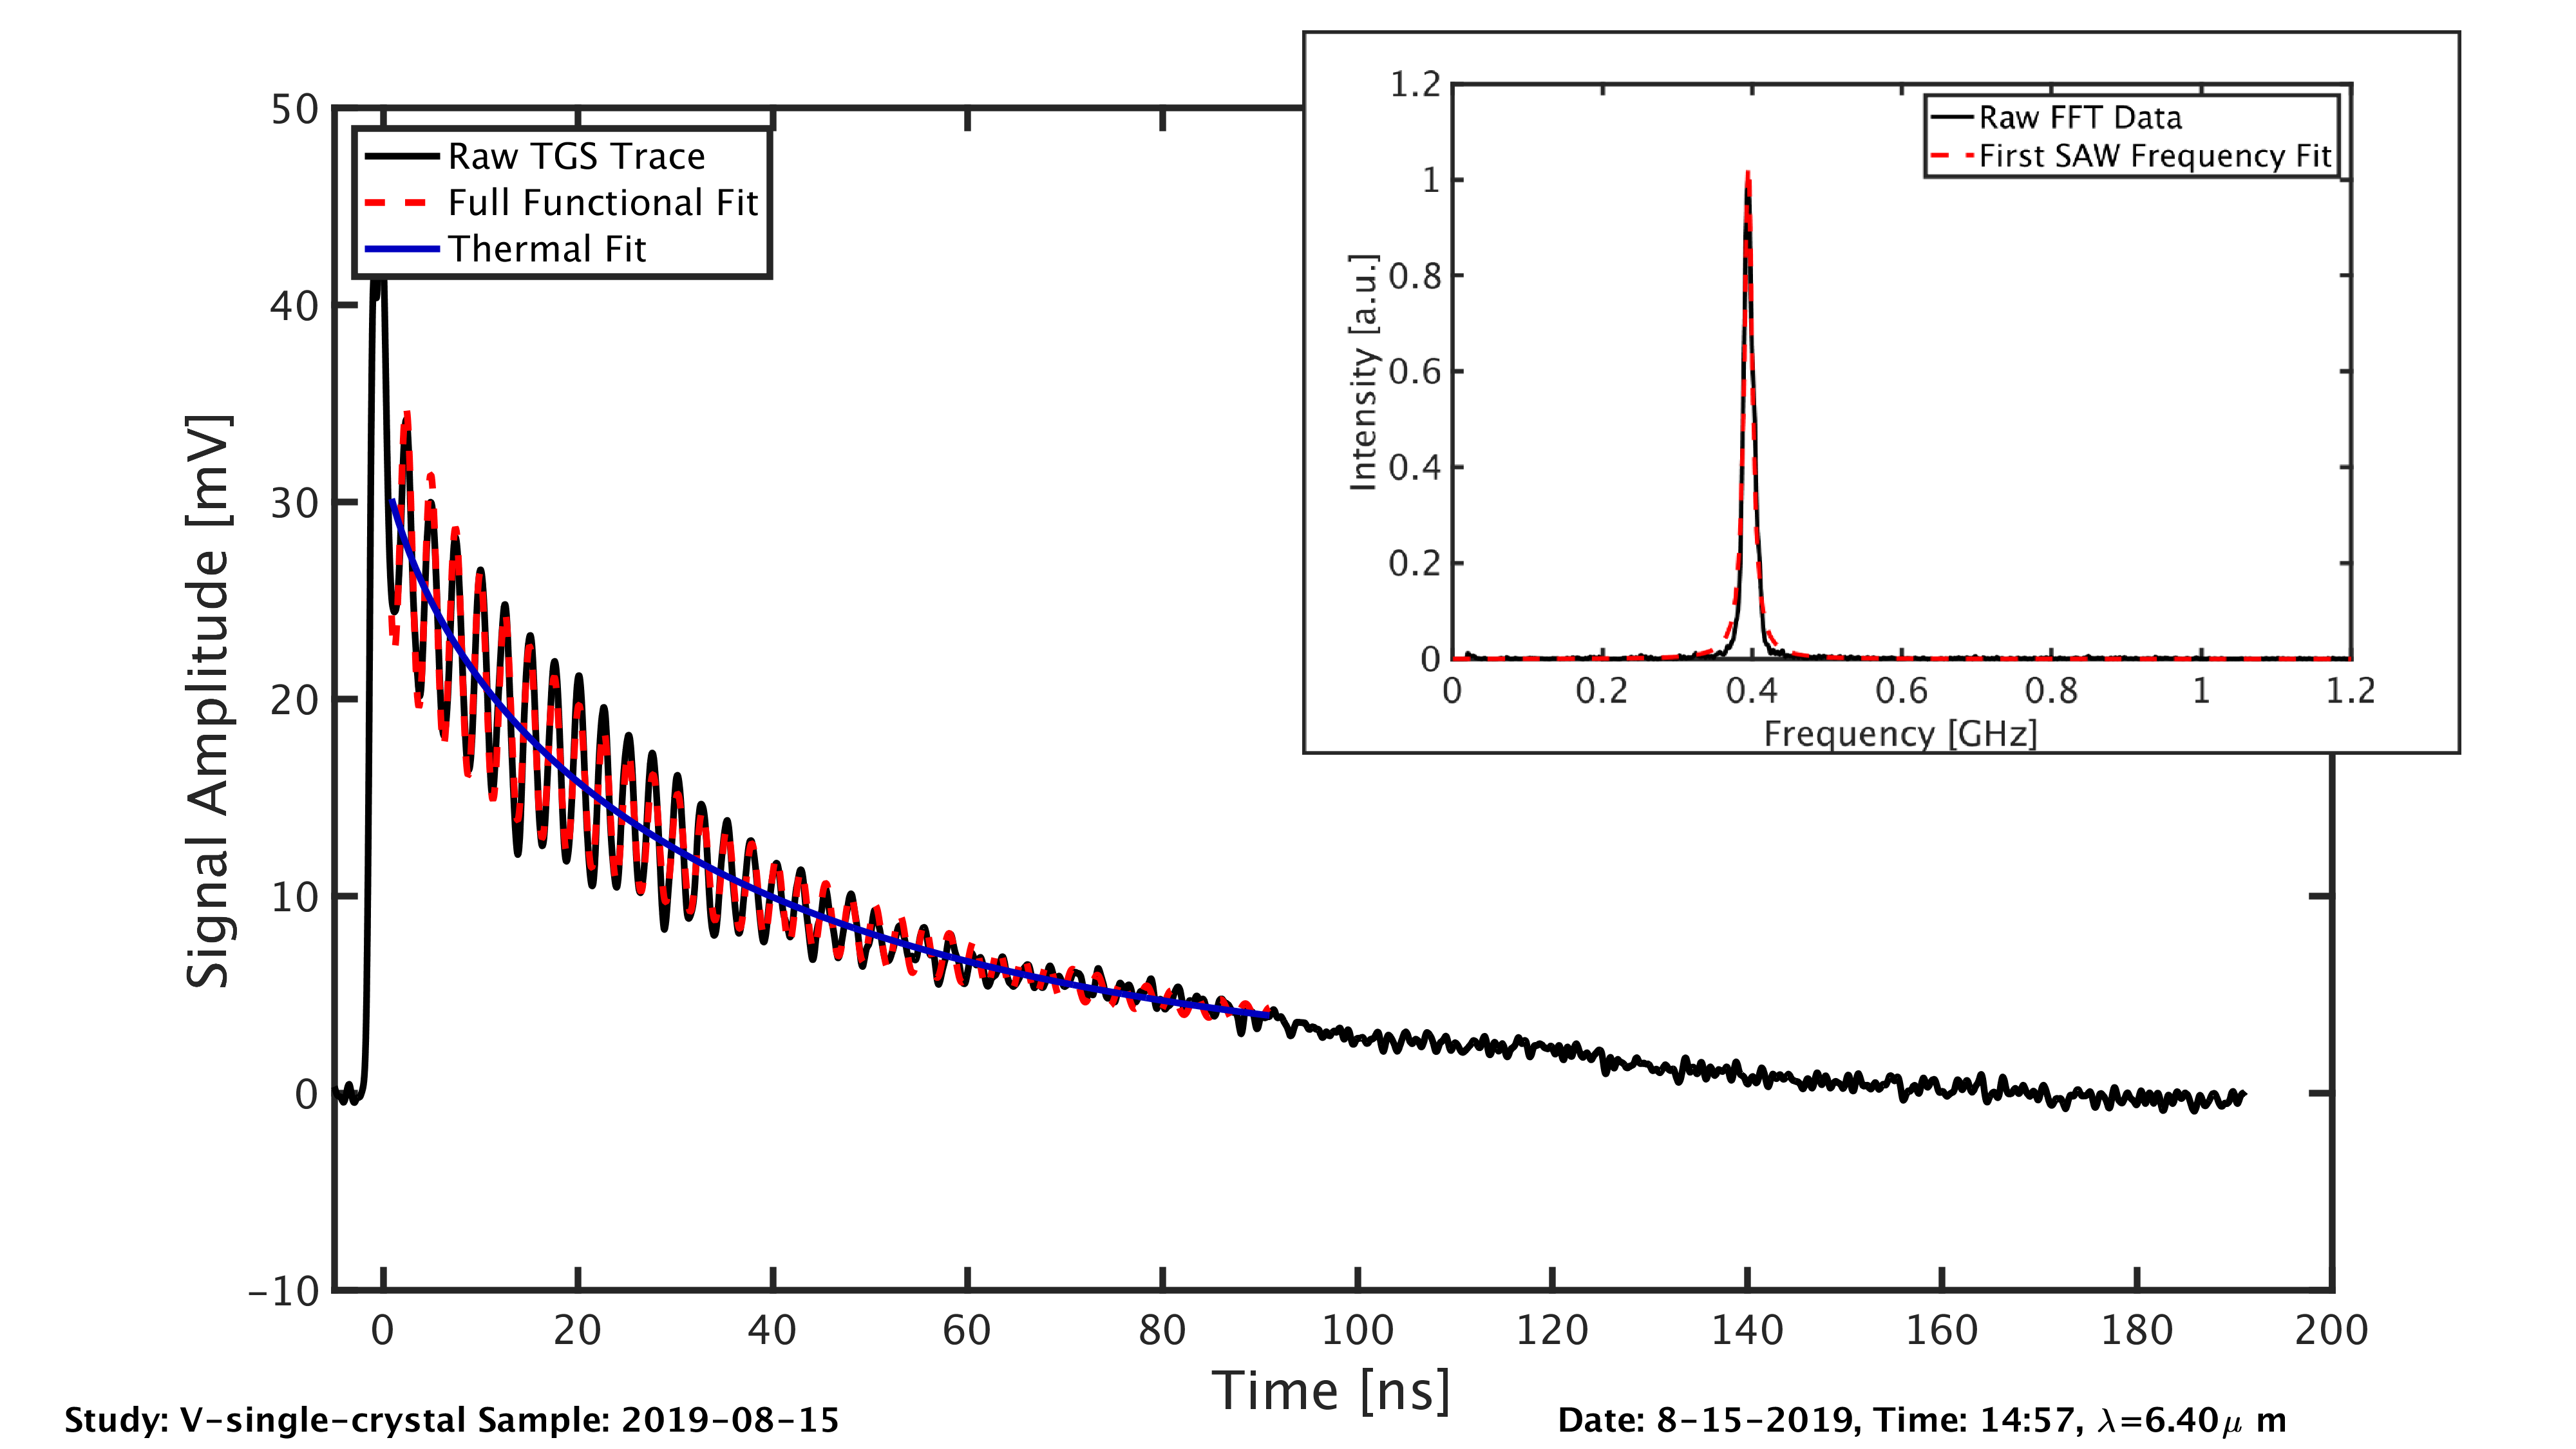 50
40
30
20
10
0
-10
Signal Amplitude [mV]
Raw TGS Trace
Full Functional Fit
Thermal Fit
1.2
1
0.8
0.6
0.4
0.2
0
Intensity [a.u.]
Raw FFT Data
First SAW Frequency Fit
0 0.2 0.4 0.6 0.8 1 1.2
Frequency [GHz]
0 20 40 60 80 100 120 140 160 180 200
Time [ns]
Study: V-single-crystal Sample: 2019-08-15
Date: 8-15-2019, Time: 14:57, λ=6.40μ m